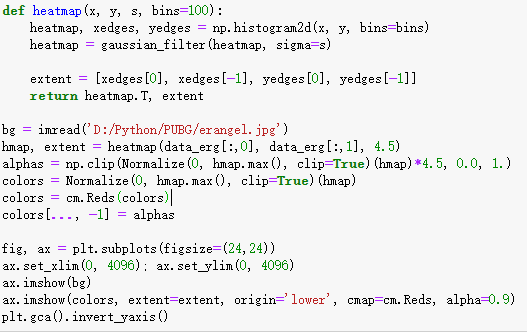 def heatmap(x, y, s, bins=100):
    heatmap, xedges, yedges = np.histogram2d(x, y, bins=bins)
    heatmap = gaussian_filter(heatmap, sigma=s)

    extent = [xedges[0], xedges[-1], yedges[0], yedges[-1]]
    return heatmap.T, extent

bg = imread('D:/Python/PUBG/erangel.jpg')
hmap, extent = heatmap(data_erg[:,0], data_erg[:,1], 4.5)
alphas = np.clip(Normalize(0, hmap.max(), clip=True)(hmap)*4.5, 0.0, 1.)
colors = Normalize(0, hmap.max(), clip=True)(hmap)
colors = cm.Reds(colors)
colors[..., -1] = alphas

fig, ax = plt.subplots(figsize=(24,24))
ax.set_xlim(0, 4096); ax.set_ylim(0, 4096)
ax.imshow(bg)
ax.imshow(colors, extent=extent, origin='lower', cmap=cm.Reds, alpha=0.9)
plt.gca().invert_yaxis()